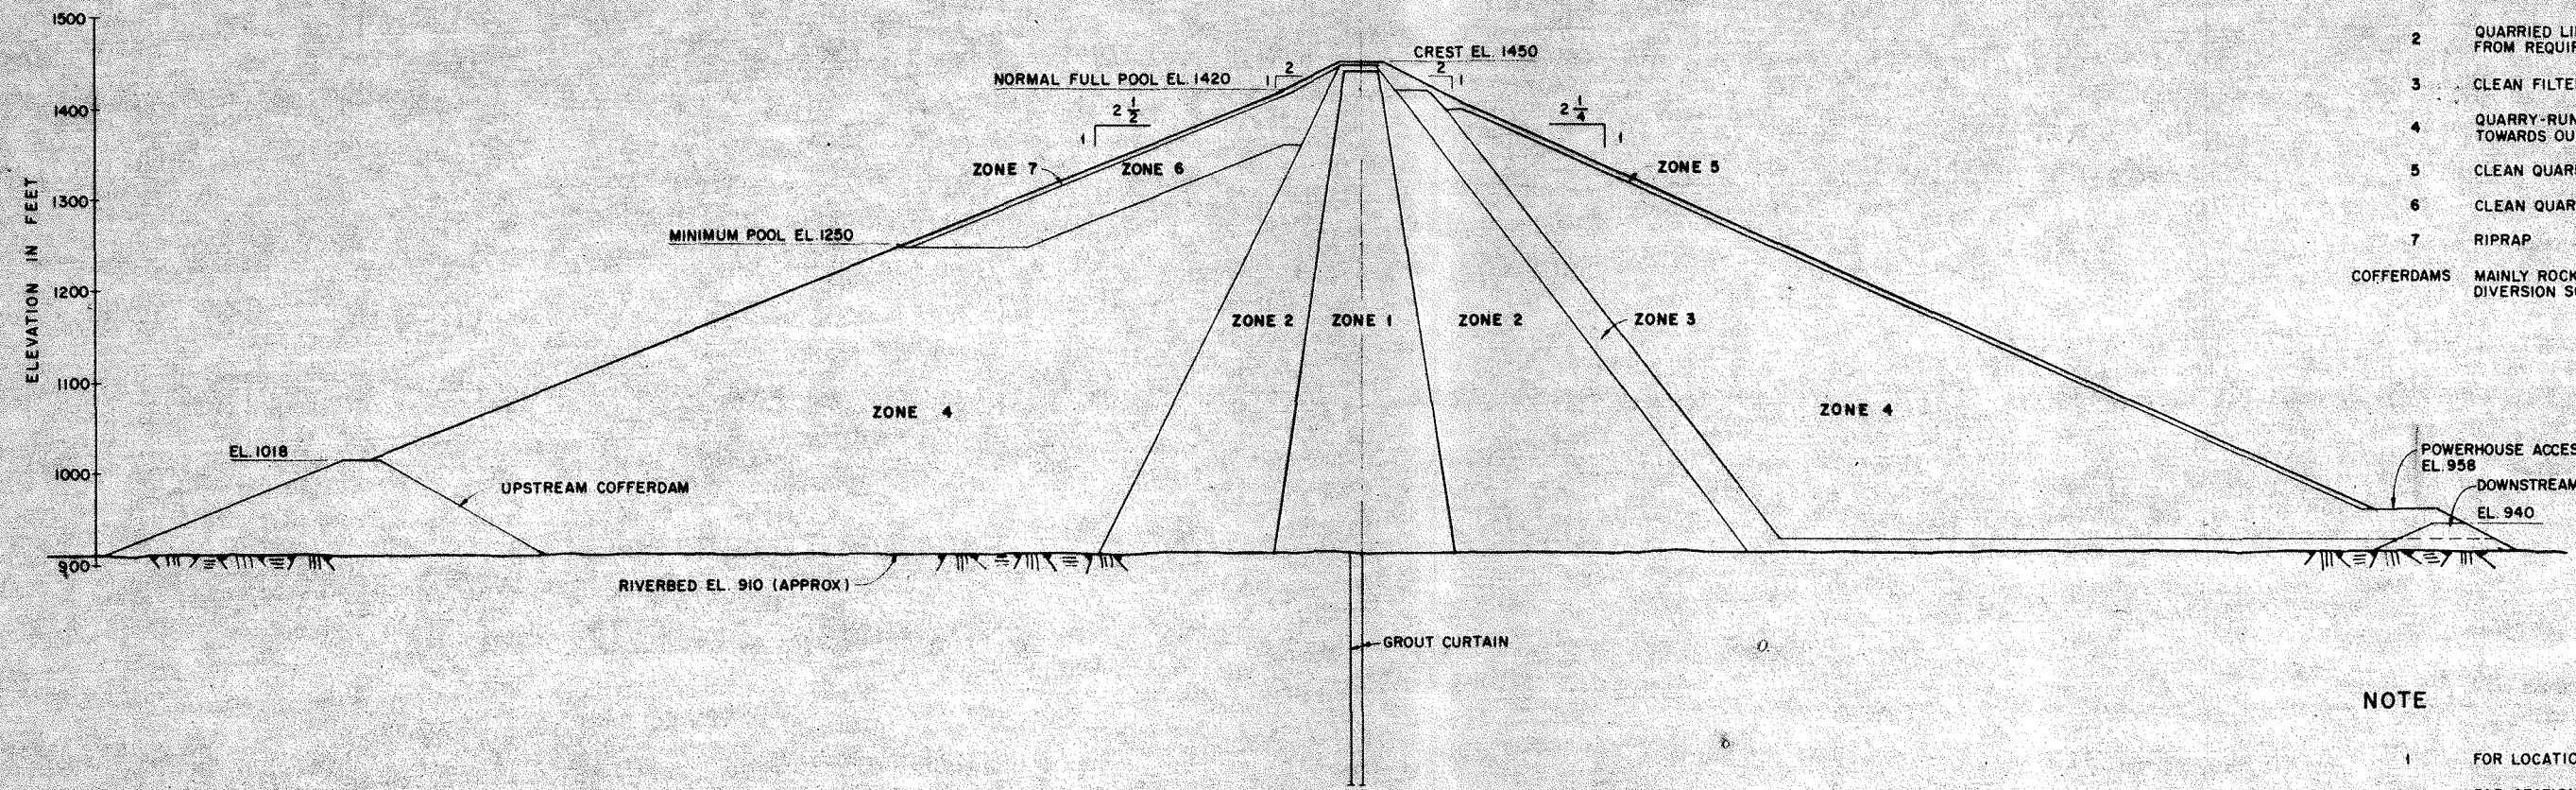 1500
1400
1300
1200
1100
1000
900
ELEVATION IN FEET
CREST EL. 1450
NORMAL FULL POOL EL. 1420
1 2
2 1
2 1/2
1
2 1/4
1
ZONE 7
ZONE 6
ZONE 5
MINIMUM POOL EL. 1250
ZONE 2
ZONE 1
ZONE 2
ZONE 3
ZONE 4
ZONE 4
EL. 1018
UPSTREAM COFFERDAM
POWERHOUSE ACCES
EL. 958
DOWNSTREAM
EL. 940
RIVERBED EL. 910 (APPROX)
GROUT CURTAIN
2 QUARRIED LI
FROM REQUI
3 CLEAN FILTE
4 QUARRY-RUN
TOWARDS OU
5 CLEAN QUAR
6 CLEAN QUAR
7 RIPRAP
COFFERDAMS MAINLY ROCK
DIVERSION S
NOTE
1 FOR LOCATIO